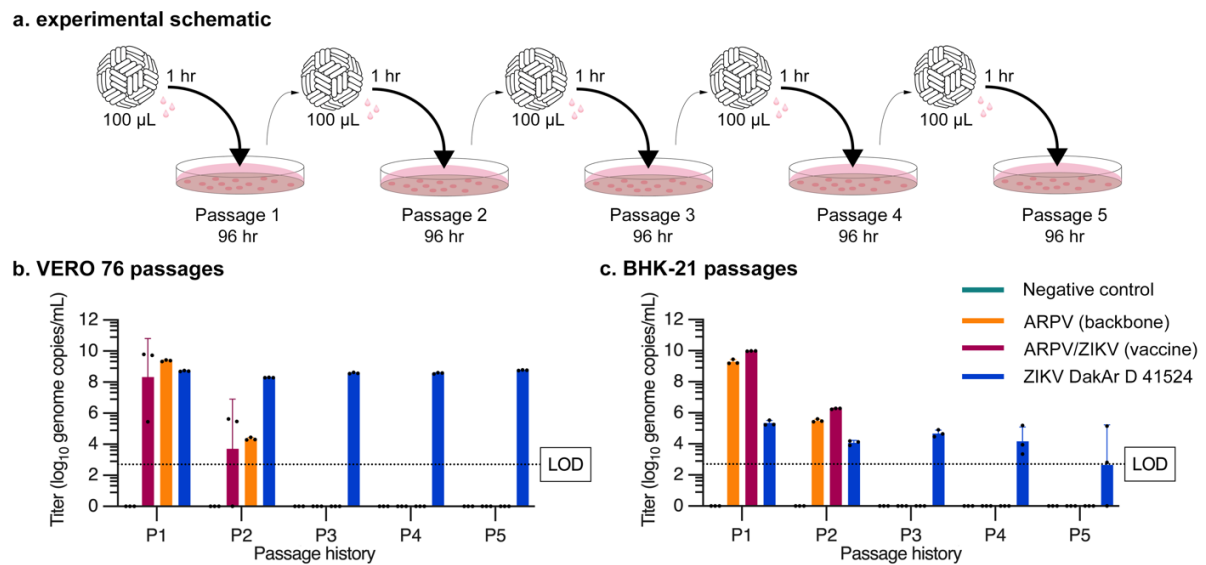 a. experimental schematic
1 hr 1 hr 1 hr 1 hr 1 hr
100 µL 100 µL 100 µL 100 µL 100 µL
Passage 1 Passage 2 Passage 3 Passage 4 Passage 5
96 hr 96 hr 96 hr 96 hr 96 hr
b. VERO 76 passages
Titer (log10 genome copies/mL)
12
10
8
6
4
2
0
LOD
P1 P2 P3 P4 P5
Passage history
c. BHK-21 passages
Negative control
ARPV (backbone)
ARPV/ZIKV (vaccine)
ZIKV DakAr D 41524
Titer (log10 genome copies/mL)
12
10
8
6
4
2
0
LOD
P1 P2 P3 P4 P5
Passage history